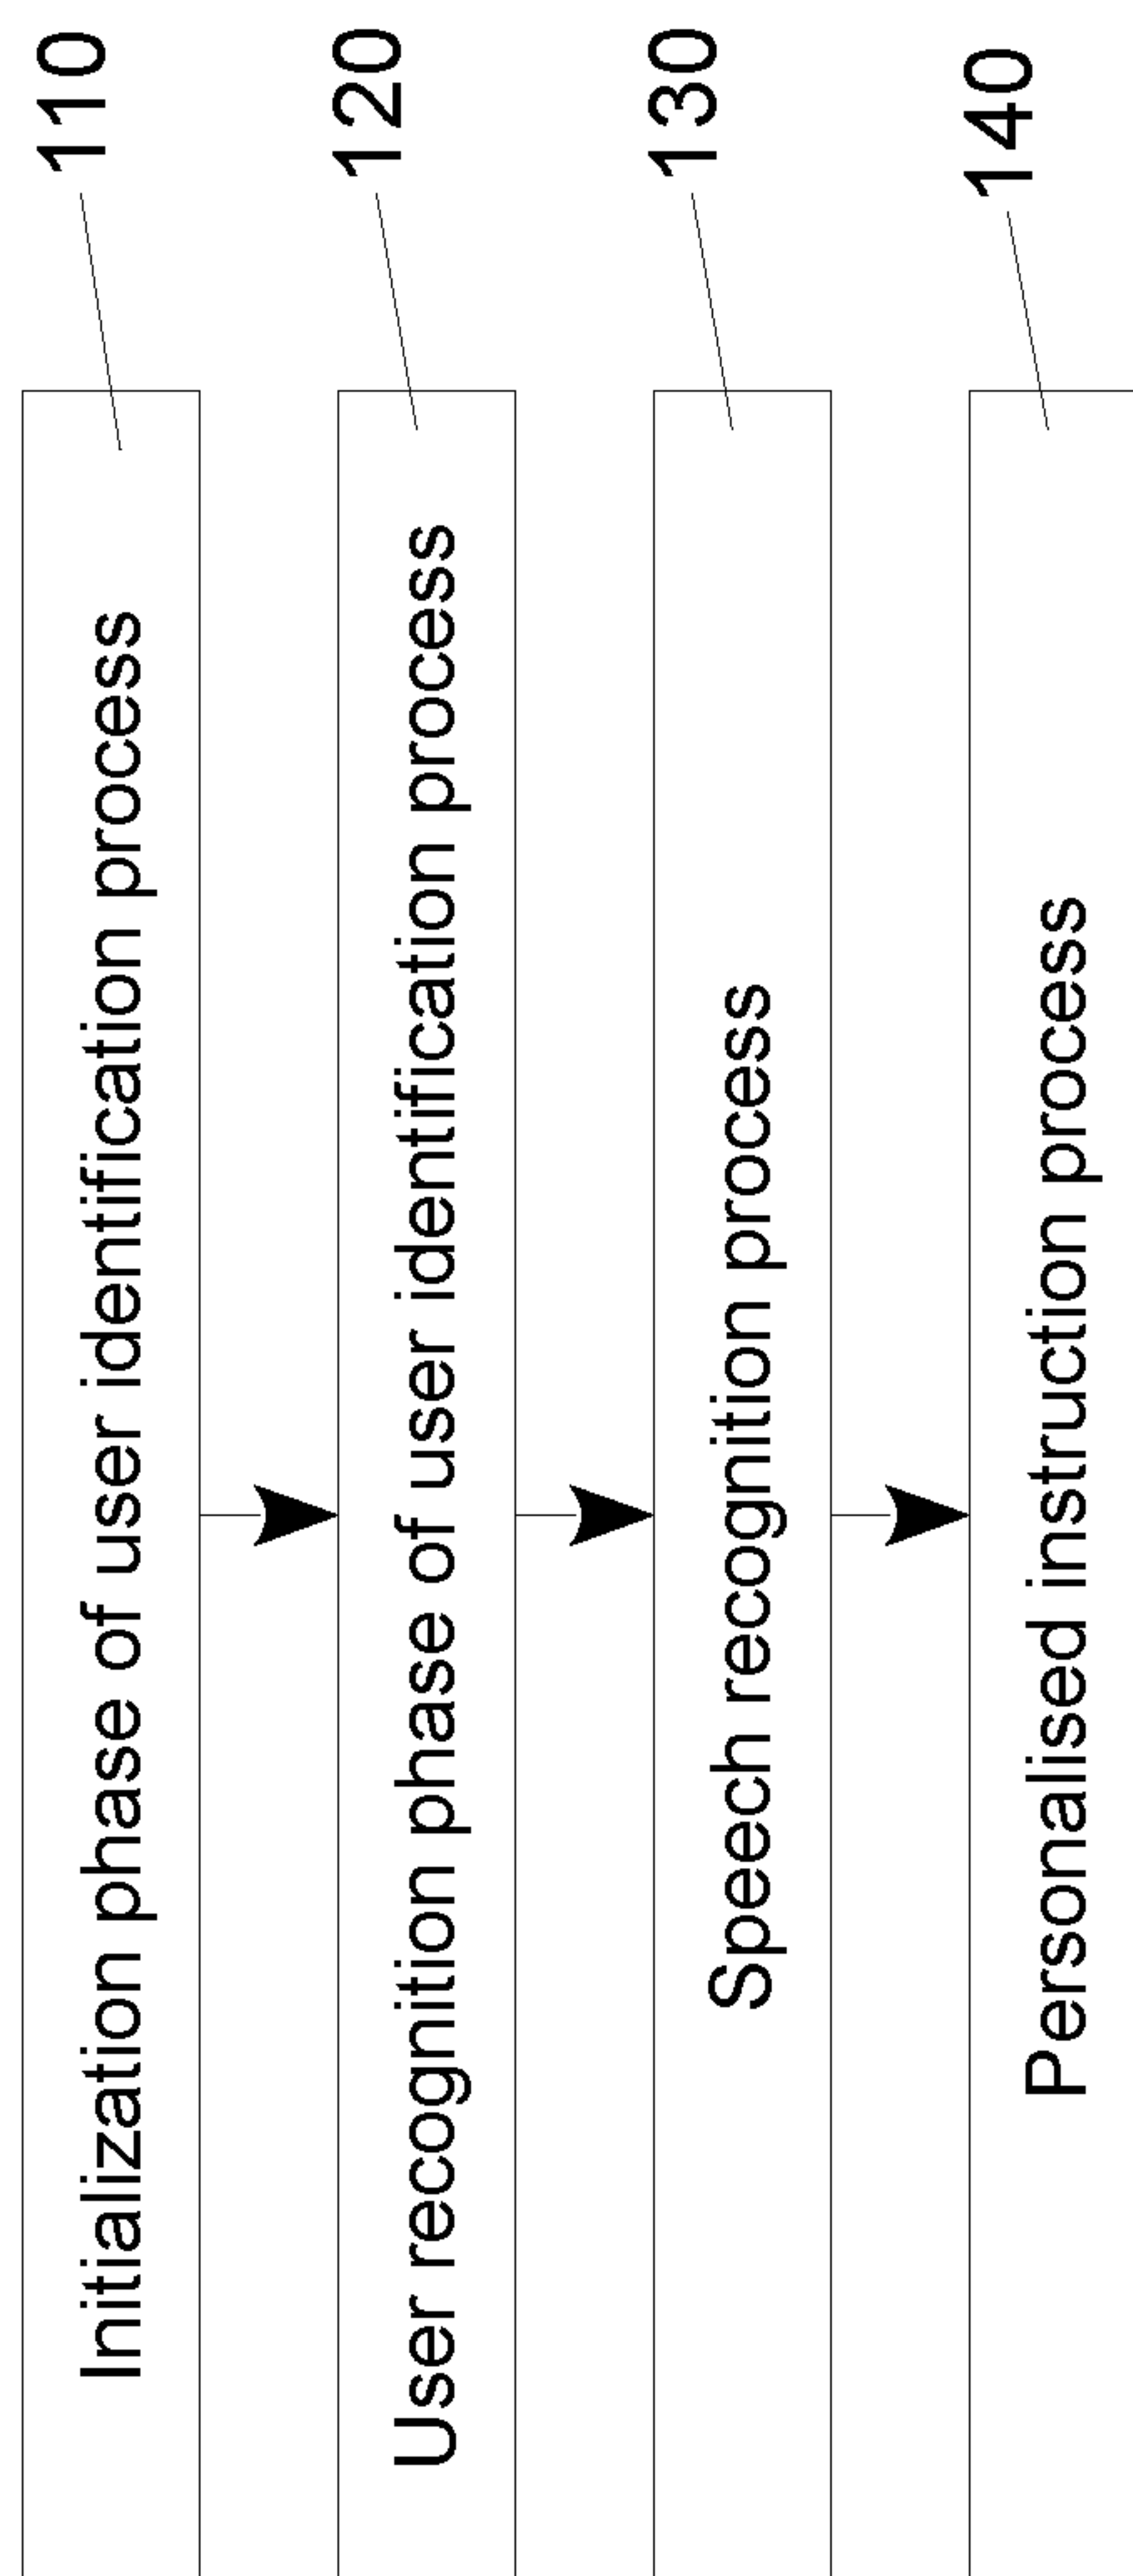 Initialization phase of user identification process
110
User recognition phase of user identification process
120
Speech recognition process
130
Personalised instruction process
140